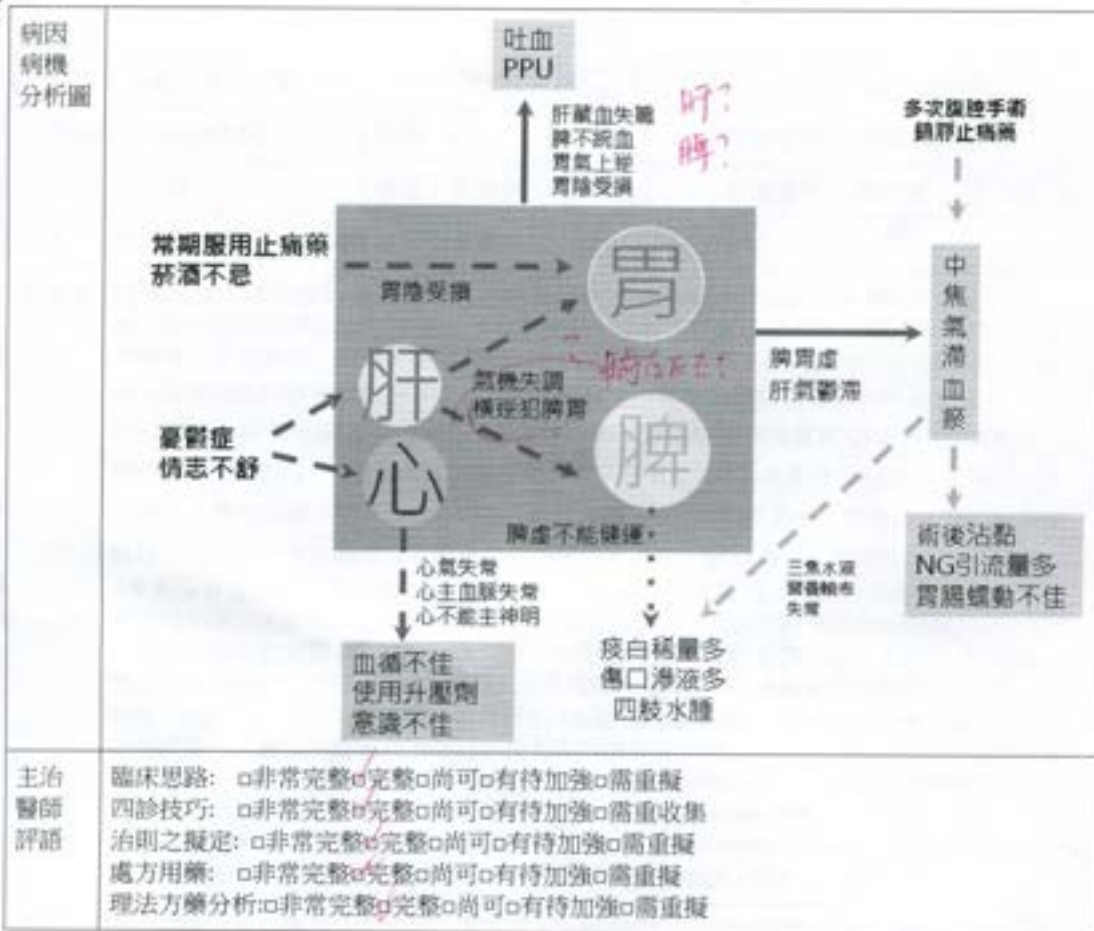 病因
病機
分析圖
吐血
PPU
肝藏血失職
脾不統血
胃氣上逆
胃陰受損
肝?
脾?
多次腹腔手術
鎮靜止痛藥
常期服用止痛藥
菸酒不忌
胃陰受損
胃
中焦氣滯血瘀
肝
氣機失調
橫逆犯脾胃
脾胃虛
肝氣鬱滯
憂鬱症
情志不舒
心
脾
脾虛不能健運
心氣失常
心主血脈失常
心不能主神明
三焦水液
營養輸布
失常
術後沾黏
NG引流量多
胃腸蠕動不佳
血循不佳
使用升壓劑
意識不佳
痰白稀量多
傷口滲液多
四肢水腫
主治
醫師
評語
臨床思路: □非常完整□完整□尚可□有待加強□需重擬
四診技巧: □非常完整□完整□尚可□有待加強□需重收集
治則之擬定: □非常完整□完整□尚可□有待加強□需重擬
處方用藥: □非常完整□完整□尚可□有待加強□需重擬
理法方藥分析:□非常完整□完整□尚可□有待加強□需重擬